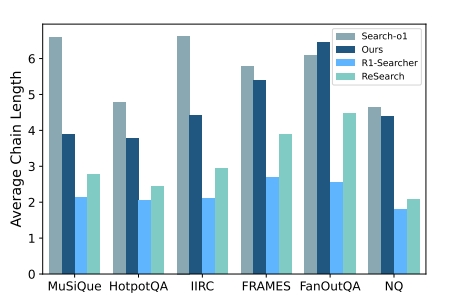 Average Chain Length
6
5
4
3
2
1
0
Search-o1
Ours
R1-Searcher
ReSearch
MuSiQue HotpotQA IIRC FRAMES FanOutQA NQ